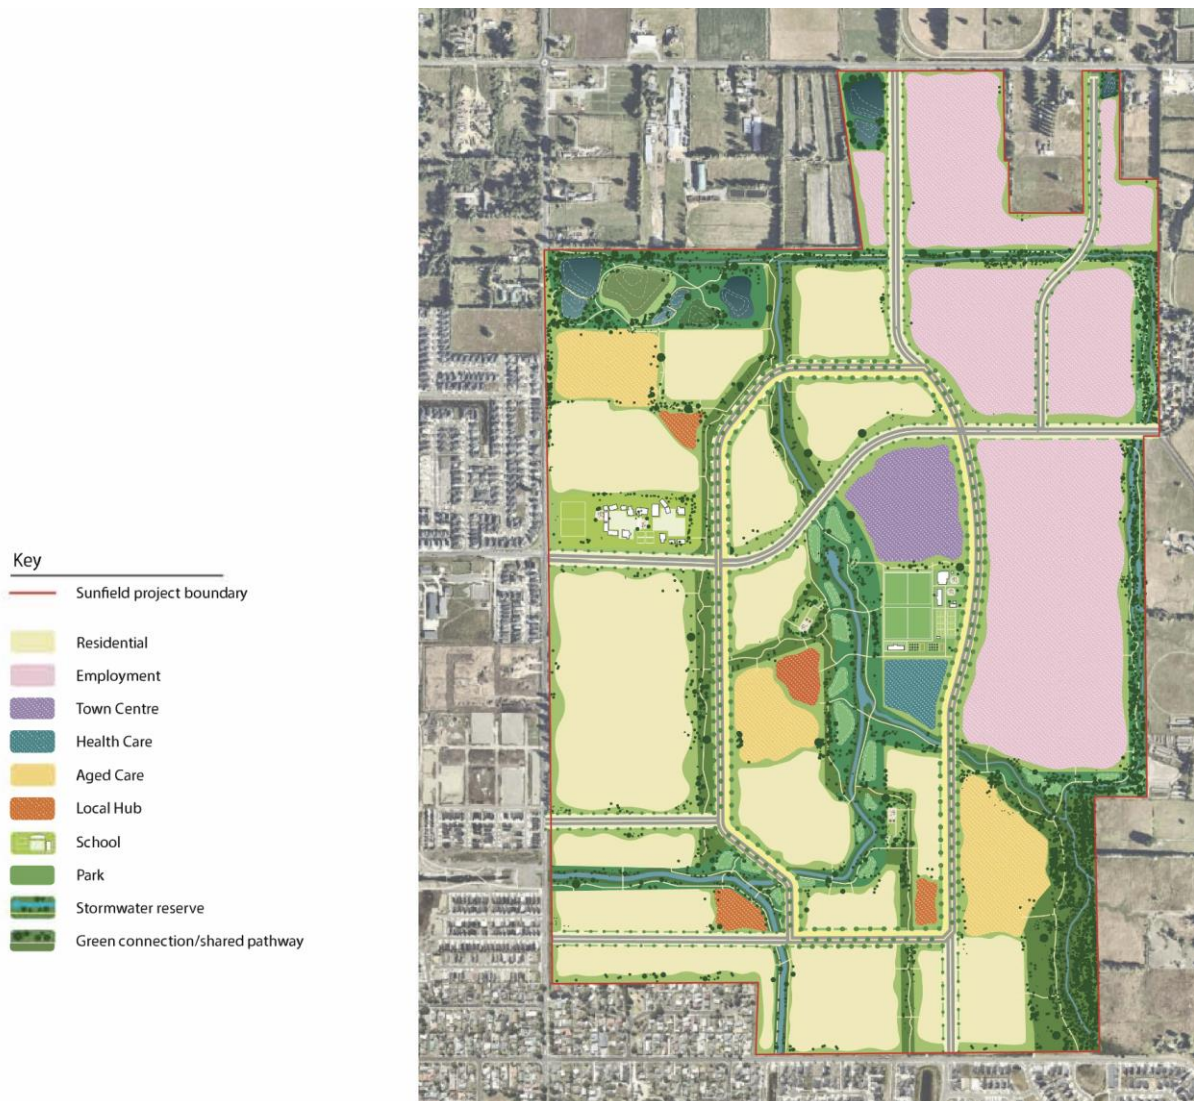 Key
Sunfield project boundary
Residential
Employment
Town Centre
Health Care
Aged Care
Local Hub
School
Park
Stormwater reserve
Green connection/shared pathway